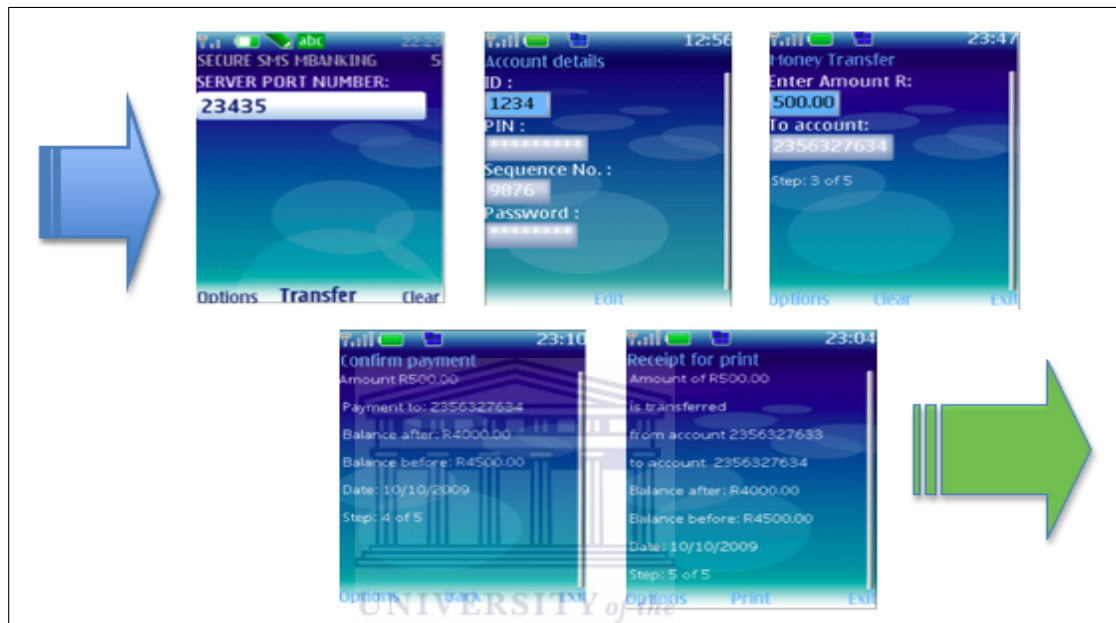 abc 22:29
SECURE SMS MBANKING 5
SERVER PORT NUMBER:
23435
Options Transfer Clear
12:56
Account details
ID :
1234
PIN :
*********
Sequence No. :
9876
Password :
********
Edit
23:47
Money Transfer
Enter Amount R:
500.00
To account:
2356327634
Step: 3 of 5
Options Clear Exit
23:10
Confirm payment
Amount R500.00
Payment to: 2356327634
Balance after: R4000.00
Balance before: R4500.00
Date: 10/10/2009
Step: 4 of 5
Options Back Exit
23:04
Receipt for print
Amount of R500.00
is transferred
from account 2356327633
to account 2356327634
Balance after: R4000.00
Balance before: R4500.00
Date: 10/10/2009
Step: 5 of 5
Options Print Exit
UNIVERSITY of the